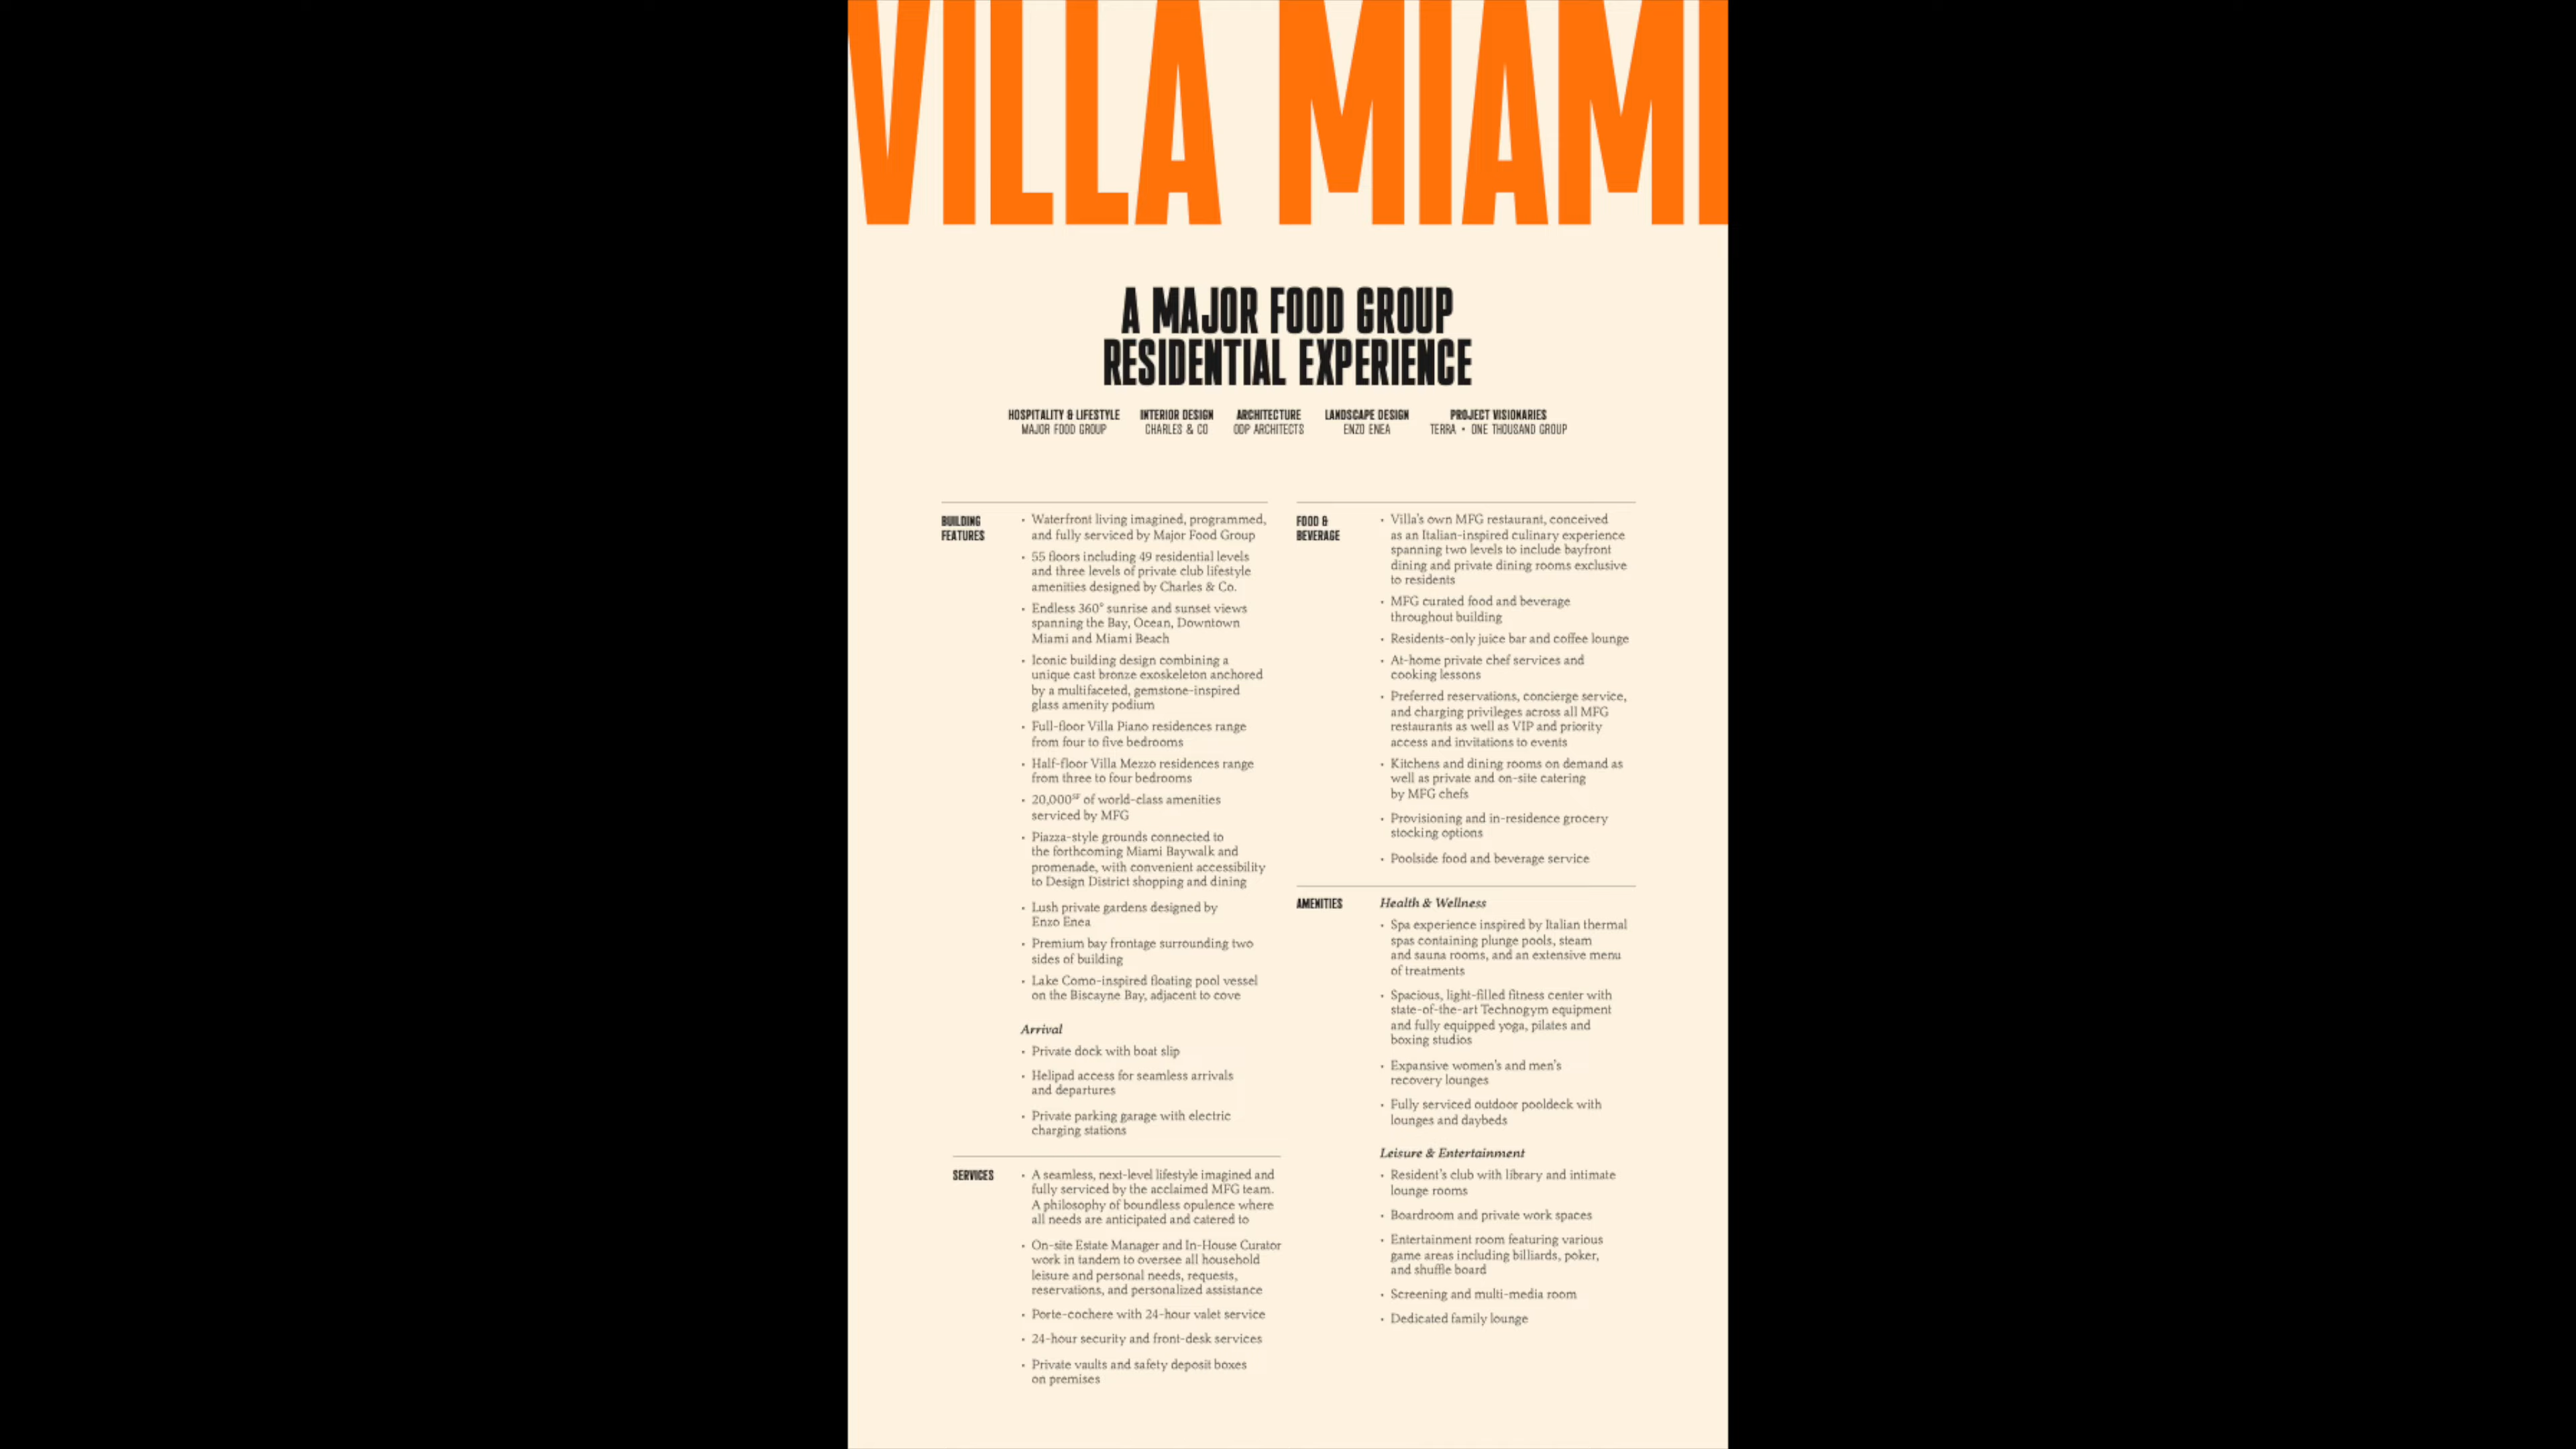 VILLA MIAMI
A MAJOR FOOD GROUP
RESIDENTIAL EXPERIENCE
HOSPITALITY & LIFESTYLE
MAJOR FOOD GROUP
INTERIOR DESIGN
CHARLES & CO
ARCHITECTURE
ODP ARCHITECTS
LANDSCAPE DESIGN
ENZO ENEA
PROJECT VISIONARIES
TERRA • ONE THOUSAND GROUP
BUILDING
FEATURES
• Waterfront living imagined, programmed,
and fully serviced by Major Food Group
• 55 floors including 49 residential levels
and three levels of private club lifestyle
amenities designed by Charles & Co.
• Endless 360° sunrise and sunset views
spanning the Bay, Ocean, Downtown
Miami and Miami Beach
• Iconic building design combining a
unique cast bronze exoskeleton anchored
by a multifaceted, gemstone-inspired
glass amenity podium
• Full-floor Villa Piano residences range
from four to five bedrooms
• Half-floor Villa Mezzo residences range
from three to four bedrooms
• 20,000SF of world-class amenities
serviced by MFG
• Piazza-style grounds connected to
the forthcoming Miami Baywalk and
promenade, with convenient accessibility
to Design District shopping and dining
• Lush private gardens designed by
Enzo Enea
• Premium bay frontage surrounding two
sides of building
• Lake Como-inspired floating pool vessel
on the Biscayne Bay, adjacent to cove
Arrival
• Private dock with boat slip
• Helipad access for seamless arrivals
and departures
• Private parking garage with electric
charging stations
SERVICES
• A seamless, next-level lifestyle imagined and
fully serviced by the acclaimed MFG team.
A philosophy of boundless opulence where
all needs are anticipated and catered to
• On-site Estate Manager and In-House Curator
work in tandem to oversee all household
leisure and personal needs, requests,
reservations, and personalized assistance
• Porte-cochere with 24-hour valet service
• 24-hour security and front-desk services
• Private vaults and safety deposit boxes
on premises
FOOD &
BEVERAGE
• Villa's own MFG restaurant, conceived
as an Italian-inspired culinary experience
spanning two levels to include bayfront
dining and private dining rooms exclusive
to residents
• MFG curated food and beverage
throughout building
• Residents-only juice bar and coffee lounge
• At-home private chef services and
cooking lessons
• Preferred reservations, concierge service,
and charging privileges across all MFG
restaurants as well as VIP and priority
access and invitations to events
• Kitchens and dining rooms on demand as
well as private and on-site catering
by MFG chefs
• Provisioning and in-residence grocery
stocking options
• Poolside food and beverage service
AMENITIES
Health & Wellness
• Spa experience inspired by Italian thermal
spas containing plunge pools, steam
and sauna rooms, and an extensive menu
of treatments
• Spacious, light-filled fitness center with
state-of-the-art Technogym equipment
and fully equipped yoga, pilates and
boxing studios
• Expansive women's and men's
recovery lounges
• Fully serviced outdoor pooldeck with
lounges and daybeds
Leisure & Entertainment
• Resident's club with library and intimate
lounge rooms
• Boardroom and private work spaces
• Entertainment room featuring various
game areas including billiards, poker,
and shuffle board
• Screening and multi-media room
• Dedicated family lounge